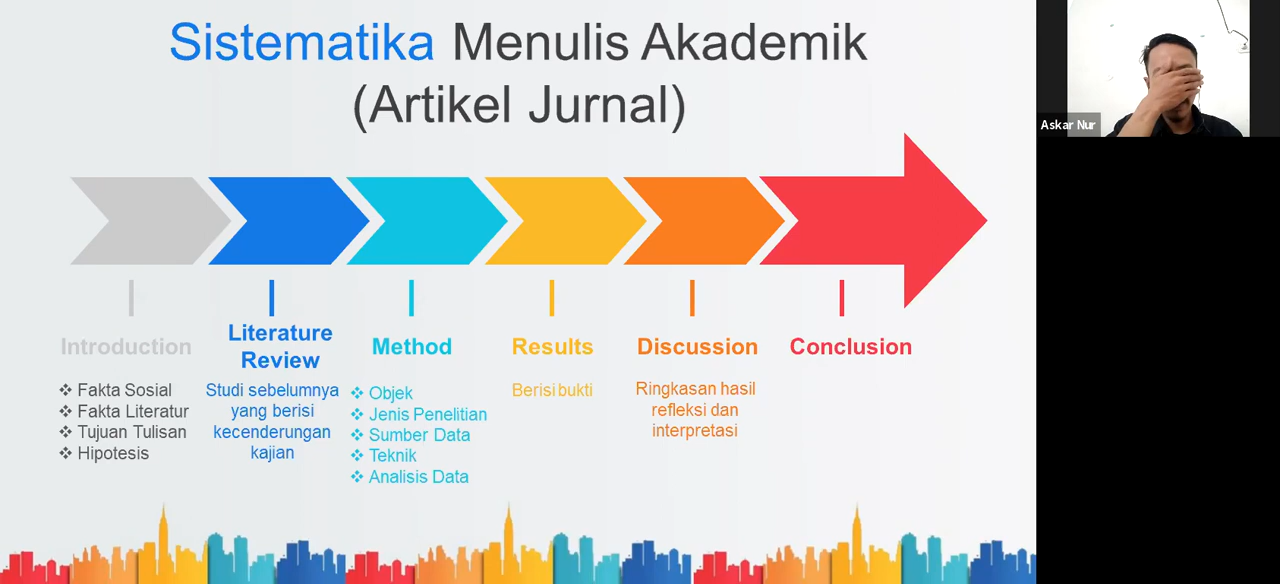 Sistematika Menulis Akademik
(Artikel Jurnal)
Askar Nur
Introduction
❖ Fakta Sosial
❖ Fakta Literatur
❖ Tujuan Tulisan
❖ Hipotesis
Literature
Review
Studi sebelumnya
yang berisi
kecenderungan
kajian
Method
❖ Objek
❖ Jenis Penelitian
❖ Sumber Data
❖ Teknik
❖ Analisis Data
Results
Berisi bukti
Discussion
Ringkasan hasil
refleksi dan
interpretasi
Conclusion